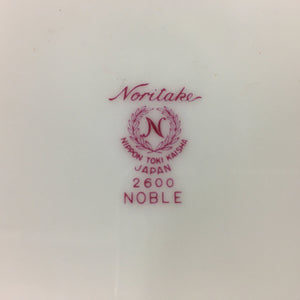 Noritake
N
NIPPON TOKI KAISHA
JAPAN
2600
NOBLE